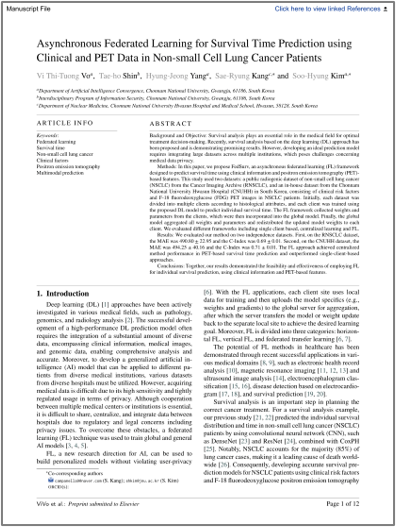 Manuscript File
Click here to view linked References
Asynchronous Federated Learning for Survival Time Prediction using
Clinical and PET Data in Non-small Cell Lung Cancer Patients
Vi Thi-Tuong Vo, Tae-ho Shin, Hyung-Jeong Yang, Sae-Ryung Kang and Soo-Hyung Kim
Department of Artificial Intelligence Convergence, Chonnam National University, Gwangju, 61186, South Korea
Interdisciplinary Program of Information Security, Chonnam National University, Gwangju, 61186, South Korea
Department of Nuclear Medicine, Chonnam National University Hwasun Hospital and Medical School, Hwasun, 58128, South Korea
ARTICLE INFO
Keywords:
Federated learning
Survival time
Non-small cell lung cancer
Clinical factors
Positron emission tomography
Multimodal prediction
ABSTRACT
Background and Objective: Survival analysis plays an essential role in the medical field for optimal
treatment decision-making. Recently, survival analysis based on the deep learning (DL) approach has
been proposed and is demonstrating promising results. However, developing an ideal prediction model
requires integrating large datasets across multiple institutions, which poses challenges concerning
medical data privacy.
Methods: In this paper, we propose FedSurv, an asynchronous federated learning (FL) framework
designed to predict survival time using clinical information and positron emission tomography (PET)-
based features. This study used two datasets: a public radiogenic dataset of non-small cell lung cancer
(NSCLC) from the Cancer Imaging Archive (RNSCLC), and an in-house dataset from the Chonnam
National University Hwasun Hospital (CNUHH) in South Korea, consisting of clinical risk factors
and F-18 fluorodeoxyglucose (FDG) PET images in NSCLC patients. Initially, each dataset was
divided into multiple clients according to histological attributes, and each client was trained using
the proposed DL model to predict individual survival time. The FL framework collected weights and
parameters from the clients, which were then incorporated into the global model. Finally, the global
model aggregated all weights and parameters and redistributed the updated model weights to each
client. We evaluated different frameworks including single client based, centralised learning and FL.
Results: We evaluated our method on two independent datasets. First, on the RNSCLC dataset,
the MAE was 490.80 ± 22.95 and the C-Index was 0.69 ± 0.01. Second, on the CNUHH dataset, the
MAE was 494.25 ± 40.16 and the C-Index was 0.71 ± 0.01. The FL approach achieved centralised
method performance in PET-based survival time prediction and outperformed single-client-based
approaches.
Conclusions: Together, our results demonstrated the feasibility and effectiveness of employing FL
for individual survival prediction, using clinical information and PET-based features.
1. Introduction
Deep learning (DL) [1] approaches have been actively
investigated in various medical fields, such as pathology,
genomics, and radiology analysis [2]. The successful devel-
opment of a high-performance DL prediction model often
requires the integration of a substantial amount of diverse
data, encompassing clinical information, medical images,
and genomic data, enabling comprehensive and accurate
analysis. Moreover, to develop a generalized artificial in-
telligence (AI) model that can be applied to different pa-
tients from diverse medical institutions, various datasets
from diverse hospitals must be utilized. However, acquiring
medical data is difficult due to its high sensitivity and tightly
regulated usage in terms of privacy. Although cooperation
between multiple medical centers or institutions is essential,
it is difficult to share, centralize, and integrate data between
hospitals due to regulatory and legal concerns including
privacy issues. To overcome these obstacles, a federated
learning (FL) technique was used to train global and general
AI models [3, 4, 5].
FL, a new research direction for AI, can be used to
build personalized models without violating user-privacy
Co-corresponding authors
(S. Kang); (S. Kim)
ORCID(s):
[6]. With the FL applications, each client site uses local
data for training and then uploads the model specifics (e.g.,
weights and gradients) to the global server for aggregation,
after which the server transfers the model or weight update
back to the separate local site to achieve the desired learning
goal. Moreover, FL is divided into three categories: horizon-
tal FL, vertical FL, and federated transfer learning [6, 7].
The potential of FL methods in healthcare has been
demonstrated through recent successful applications in vari-
ous medical domains [8, 9], such as electronic health record
analysis [10], magnetic resonance imaging [11, 12, 13] and
ultrasound image analysis [14], electroencephalogram clas-
sification [15, 16], disease detection based on electrocardio-
gram [17, 18], and survival prediction [19, 20].
Survival analysis is an important step in planning the
correct cancer treatment. For a survival analysis example,
our previous study [21, 22] predicted the individual survival
distribution and time in non-small cell lung cancer (NSCLC)
patients by using convolutional neural network (CNN), such
as DenseNet [23] and ResNet [24], combined with CoxPH
[25]. Notably, NSCLC accounts for the majority (85%) of
lung cancer cases, making it a leading cause of death world-
wide [26]. Consequently, developing accurate survival pre-
diction models for NSCLC patients using clinical risk factors
and F-18 fluorodeoxyglucose positron emission tomography
ViVo et al.: Preprint submitted to Elsevier
Page 1 of 12